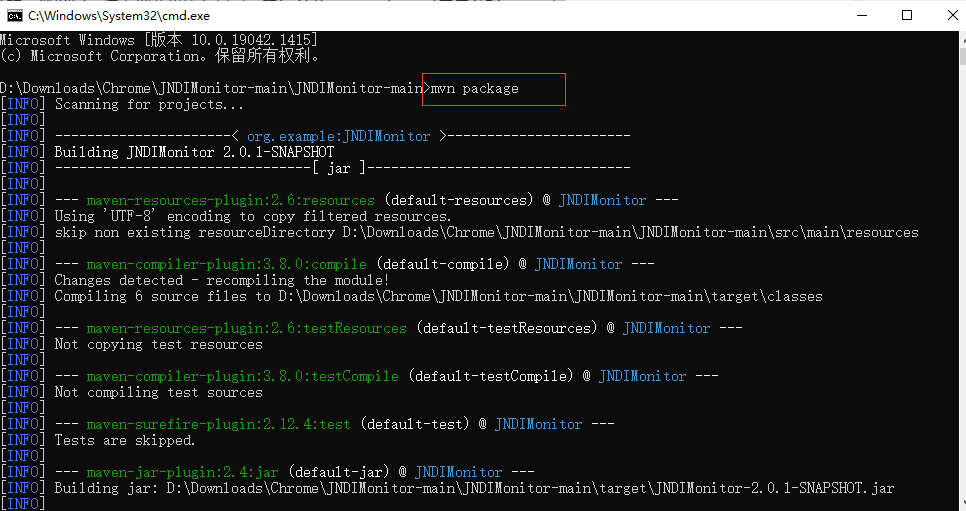 C:\Windows\System32\cmd.exe
Microsoft Windows [版本 10.0.19042.1415]
(c) Microsoft Corporation。保留所有权利。
D:\Downloads\Chrome\JNDIMonitor-main\JNDIMonitor-main>mvn package
[INFO] Scanning for projects...
[INFO]
[INFO] ----------------------< org.example:JNDIMonitor >-----------------------
[INFO] Building JNDIMonitor 2.0.1-SNAPSHOT
[INFO] --------------------------------[ jar ]---------------------------------
[INFO]
[INFO] --- maven-resources-plugin:2.6:resources (default-resources) @ JNDIMonitor ---
[INFO] Using 'UTF-8' encoding to copy filtered resources.
[INFO] skip non existing resourceDirectory D:\Downloads\Chrome\JNDIMonitor-main\JNDIMonitor-main\src\main\resources
[INFO]
[INFO] --- maven-compiler-plugin:3.8.0:compile (default-compile) @ JNDIMonitor ---
[INFO] Changes detected - recompiling the module!
[INFO] Compiling 6 source files to D:\Downloads\Chrome\JNDIMonitor-main\JNDIMonitor-main\target\classes
[INFO]
[INFO] --- maven-resources-plugin:2.6:testResources (default-testResources) @ JNDIMonitor ---
[INFO] Not copying test resources
[INFO]
[INFO] --- maven-compiler-plugin:3.8.0:testCompile (default-testCompile) @ JNDIMonitor ---
[INFO] Not compiling test sources
[INFO]
[INFO] --- maven-surefire-plugin:2.12.4:test (default-test) @ JNDIMonitor ---
[INFO] Tests are skipped.
[INFO]
[INFO] --- maven-jar-plugin:2.4:jar (default-jar) @ JNDIMonitor ---
[INFO] Building jar: D:\Downloads\Chrome\JNDIMonitor-main\JNDIMonitor-main\target\JNDIMonitor-2.0.1-SNAPSHOT.jar
[INFO]